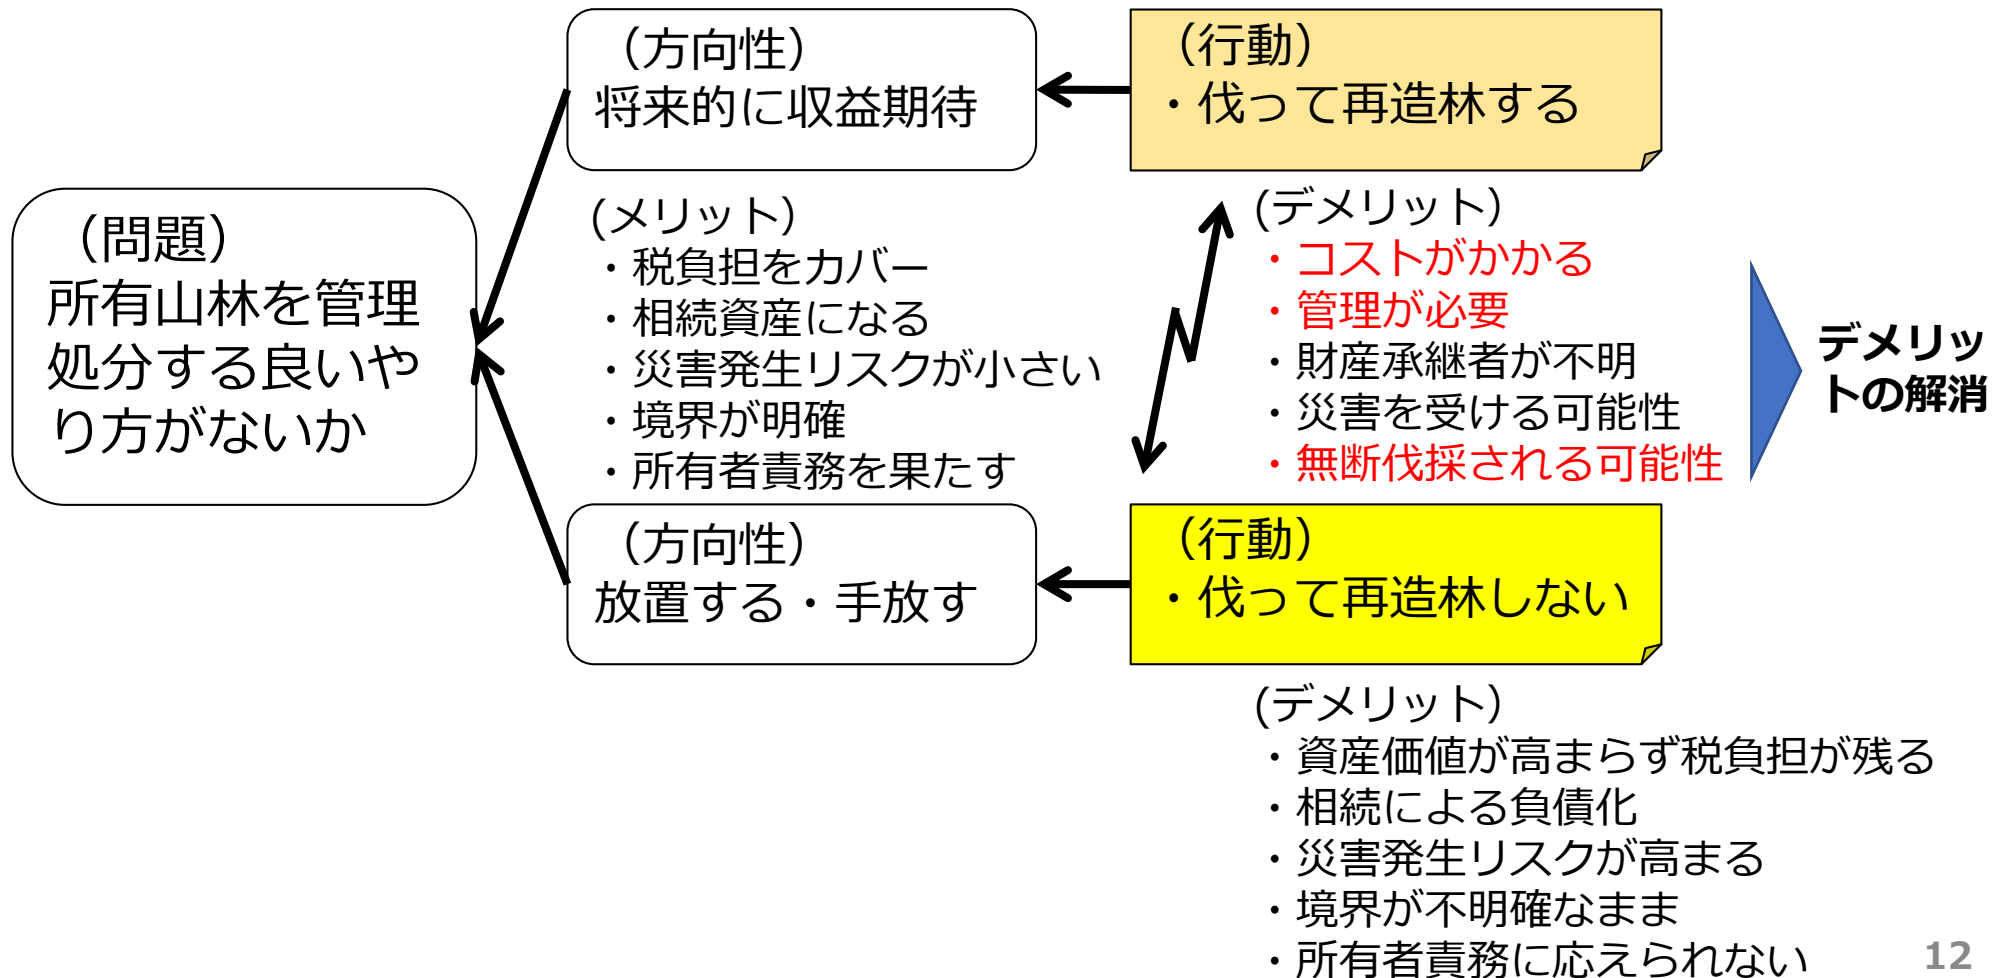 （問題）
所有山林を管理
処分する良いや
り方がないか
（方向性）
将来的に収益期待
（行動）
・伐って再造林する
(メリット）
・税負担をカバー
・相続資産になる
・災害発生リスクが小さい
・境界が明確
・所有者責務を果たす
(デメリット）
・コストがかかる
・管理が必要
・財産承継者が不明
・災害を受ける可能性
・無断伐採される可能性
デメリッ
トの解消
（方向性）
放置する・手放す
（行動）
・伐って再造林しない
(デメリット）
・資産価値が高まらず税負担が残る
・相続による負債化
・災害発生リスクが高まる
・境界が不明確なまま
・所有者責務に応えられない
12